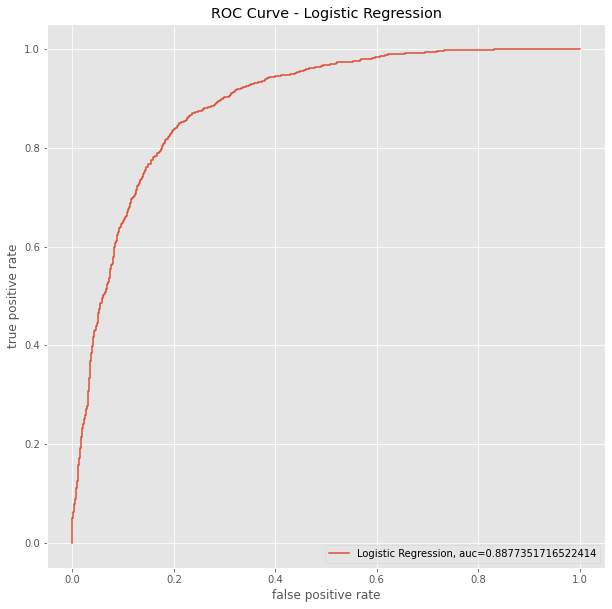 ROC Curve - Logistic Regression
1.0
0.8
0.6
0.4
0.2
0.0
true positive rate
0.0 0.2 0.4 0.6 0.8 1.0
false positive rate
Logistic Regression, auc=0.8877351716522414